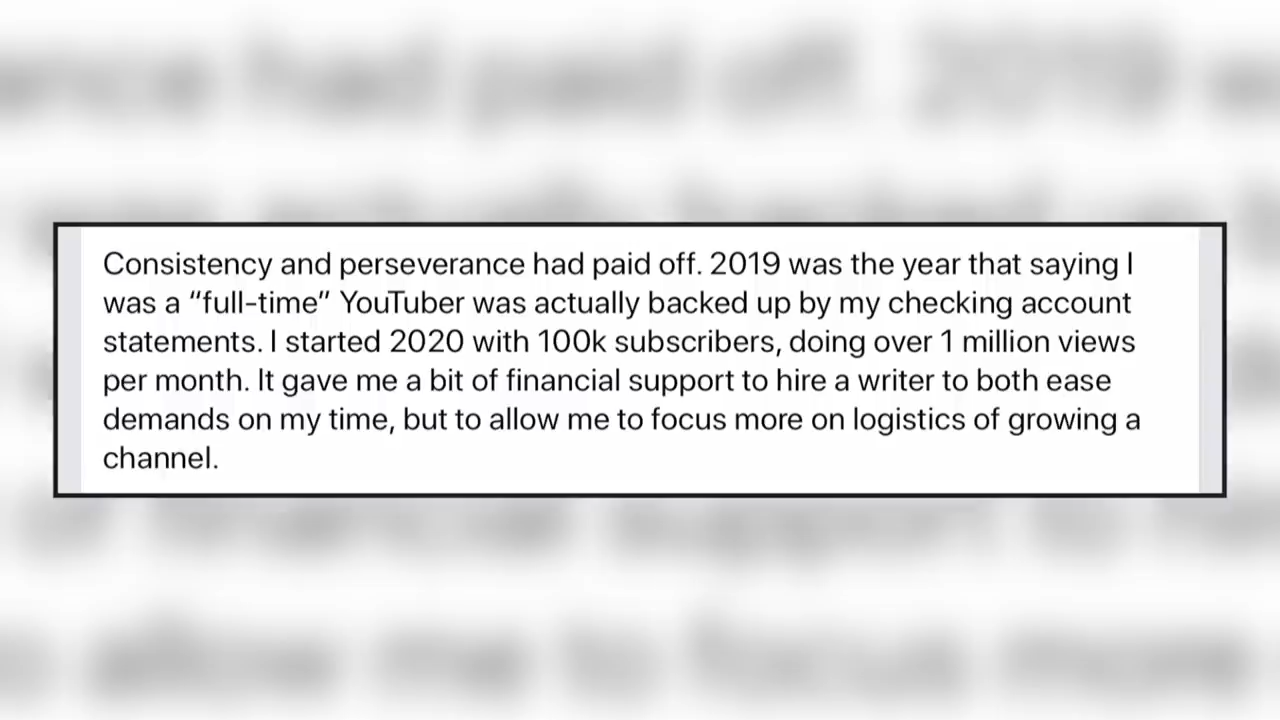 Consistency and perseverance had paid off. 2019 was the year that saying I
was a “full-time” YouTuber was actually backed up by my checking account
statements. I started 2020 with 100k subscribers, doing over 1 million views
per month. It gave me a bit of financial support to hire a writer to both ease
demands on my time, but to allow me to focus more on logistics of growing a
channel.